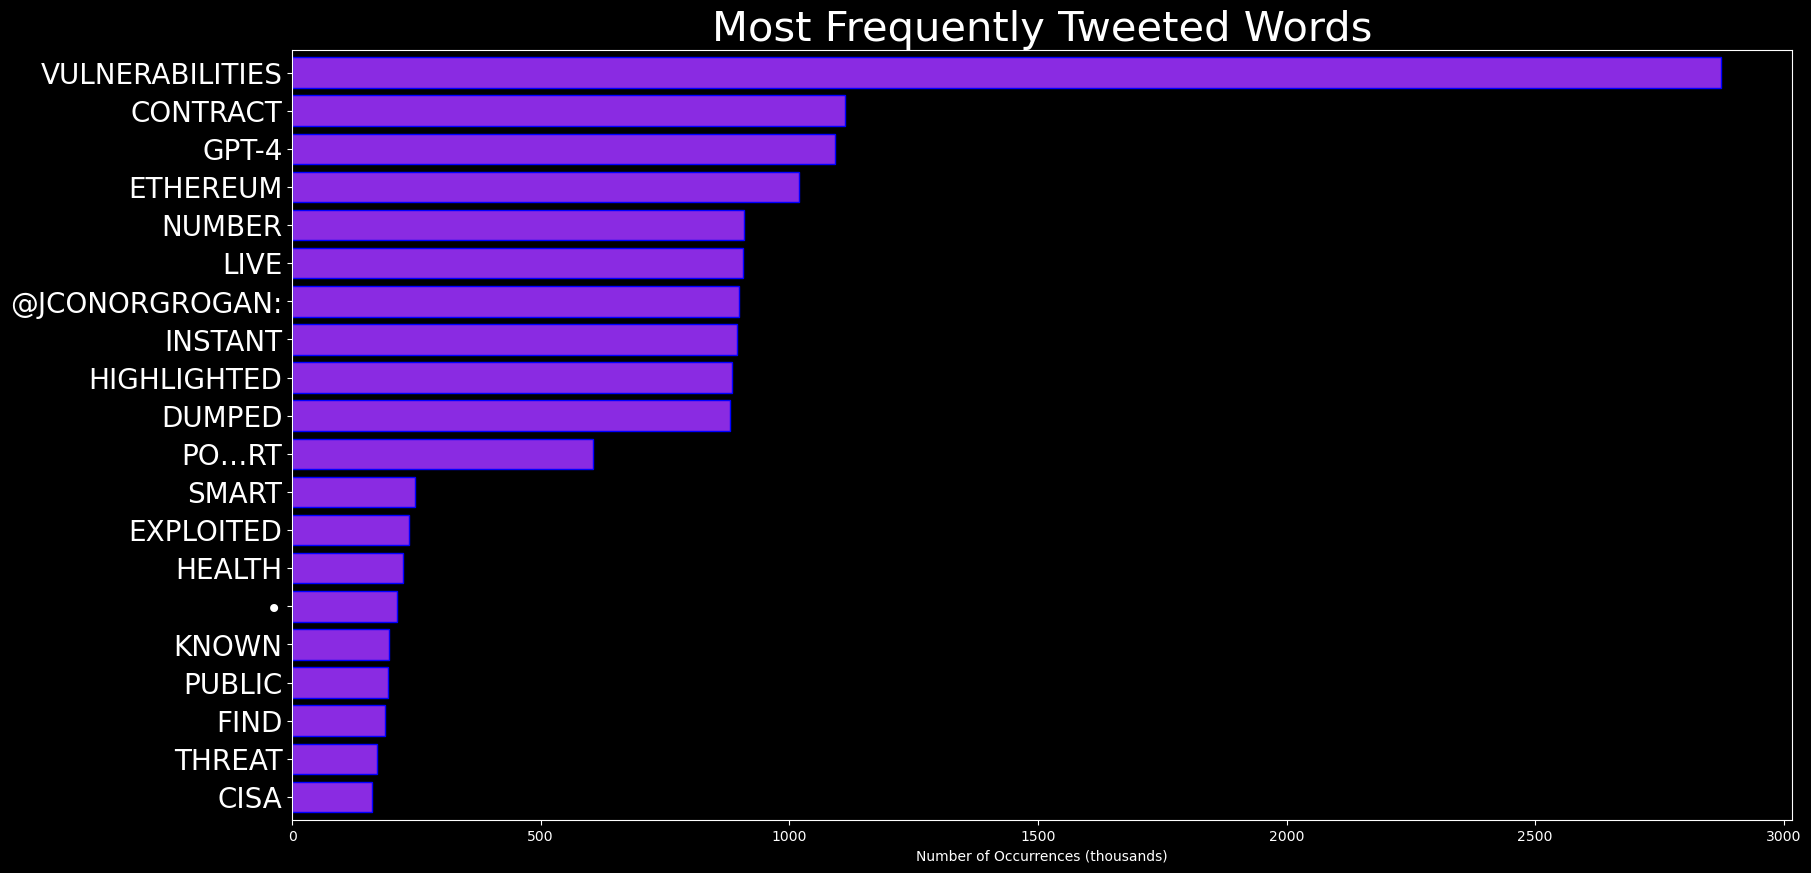 Most Frequently Tweeted Words
VULNERABILITIES
CONTRACT
GPT-4
ETHEREUM
NUMBER
LIVE
@JCONORGROGAN:
INSTANT
HIGHLIGHTED
DUMPED
PO...RT
SMART
EXPLOITED
HEALTH
•
KNOWN
PUBLIC
FIND
THREAT
CISA
0 500 1000 1500 2000 2500 3000
Number of Occurrences (thousands)